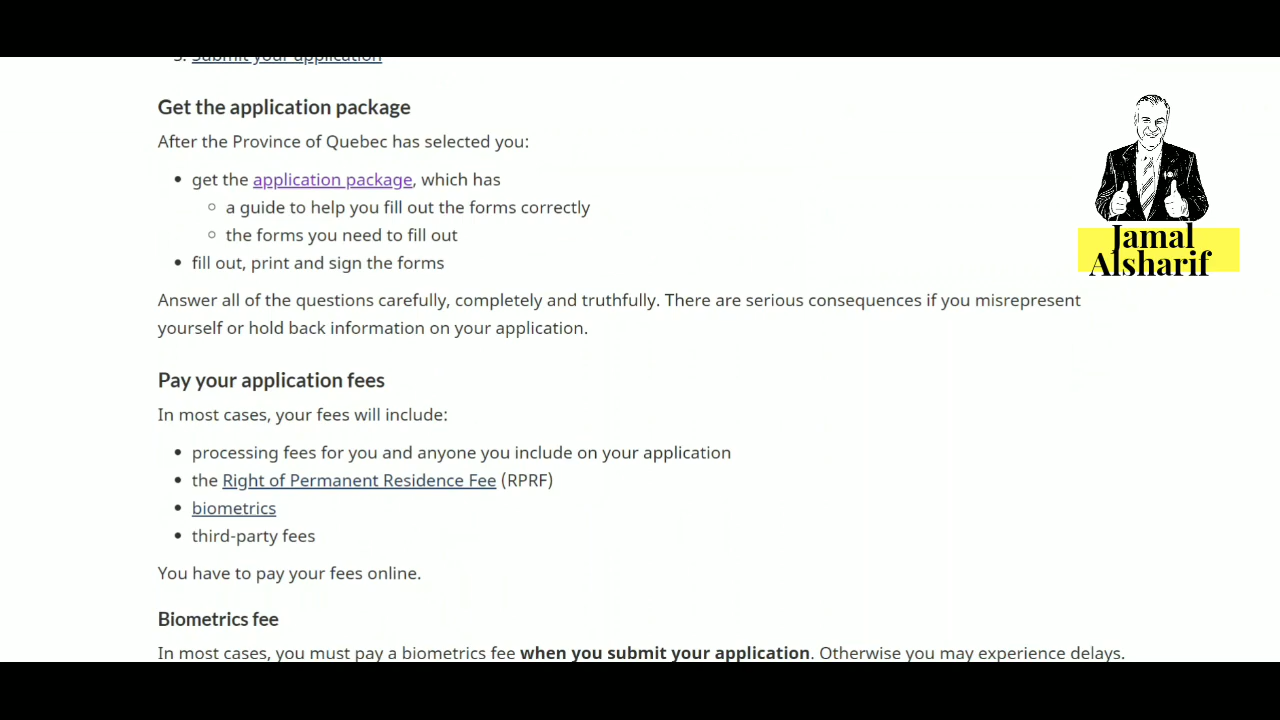 5. Submit your application
Get the application package
After the Province of Quebec has selected you:
get the application package, which has
a guide to help you fill out the forms correctly
the forms you need to fill out
fill out, print and sign the forms
Answer all of the questions carefully, completely and truthfully. There are serious consequences if you misrepresent
yourself or hold back information on your application.
Pay your application fees
In most cases, your fees will include:
processing fees for you and anyone you include on your application
the Right of Permanent Residence Fee (RPRF)
biometrics
third-party fees
You have to pay your fees online.
Biometrics fee
In most cases, you must pay a biometrics fee when you submit your application. Otherwise you may experience delays.
Jamal
Alsharif